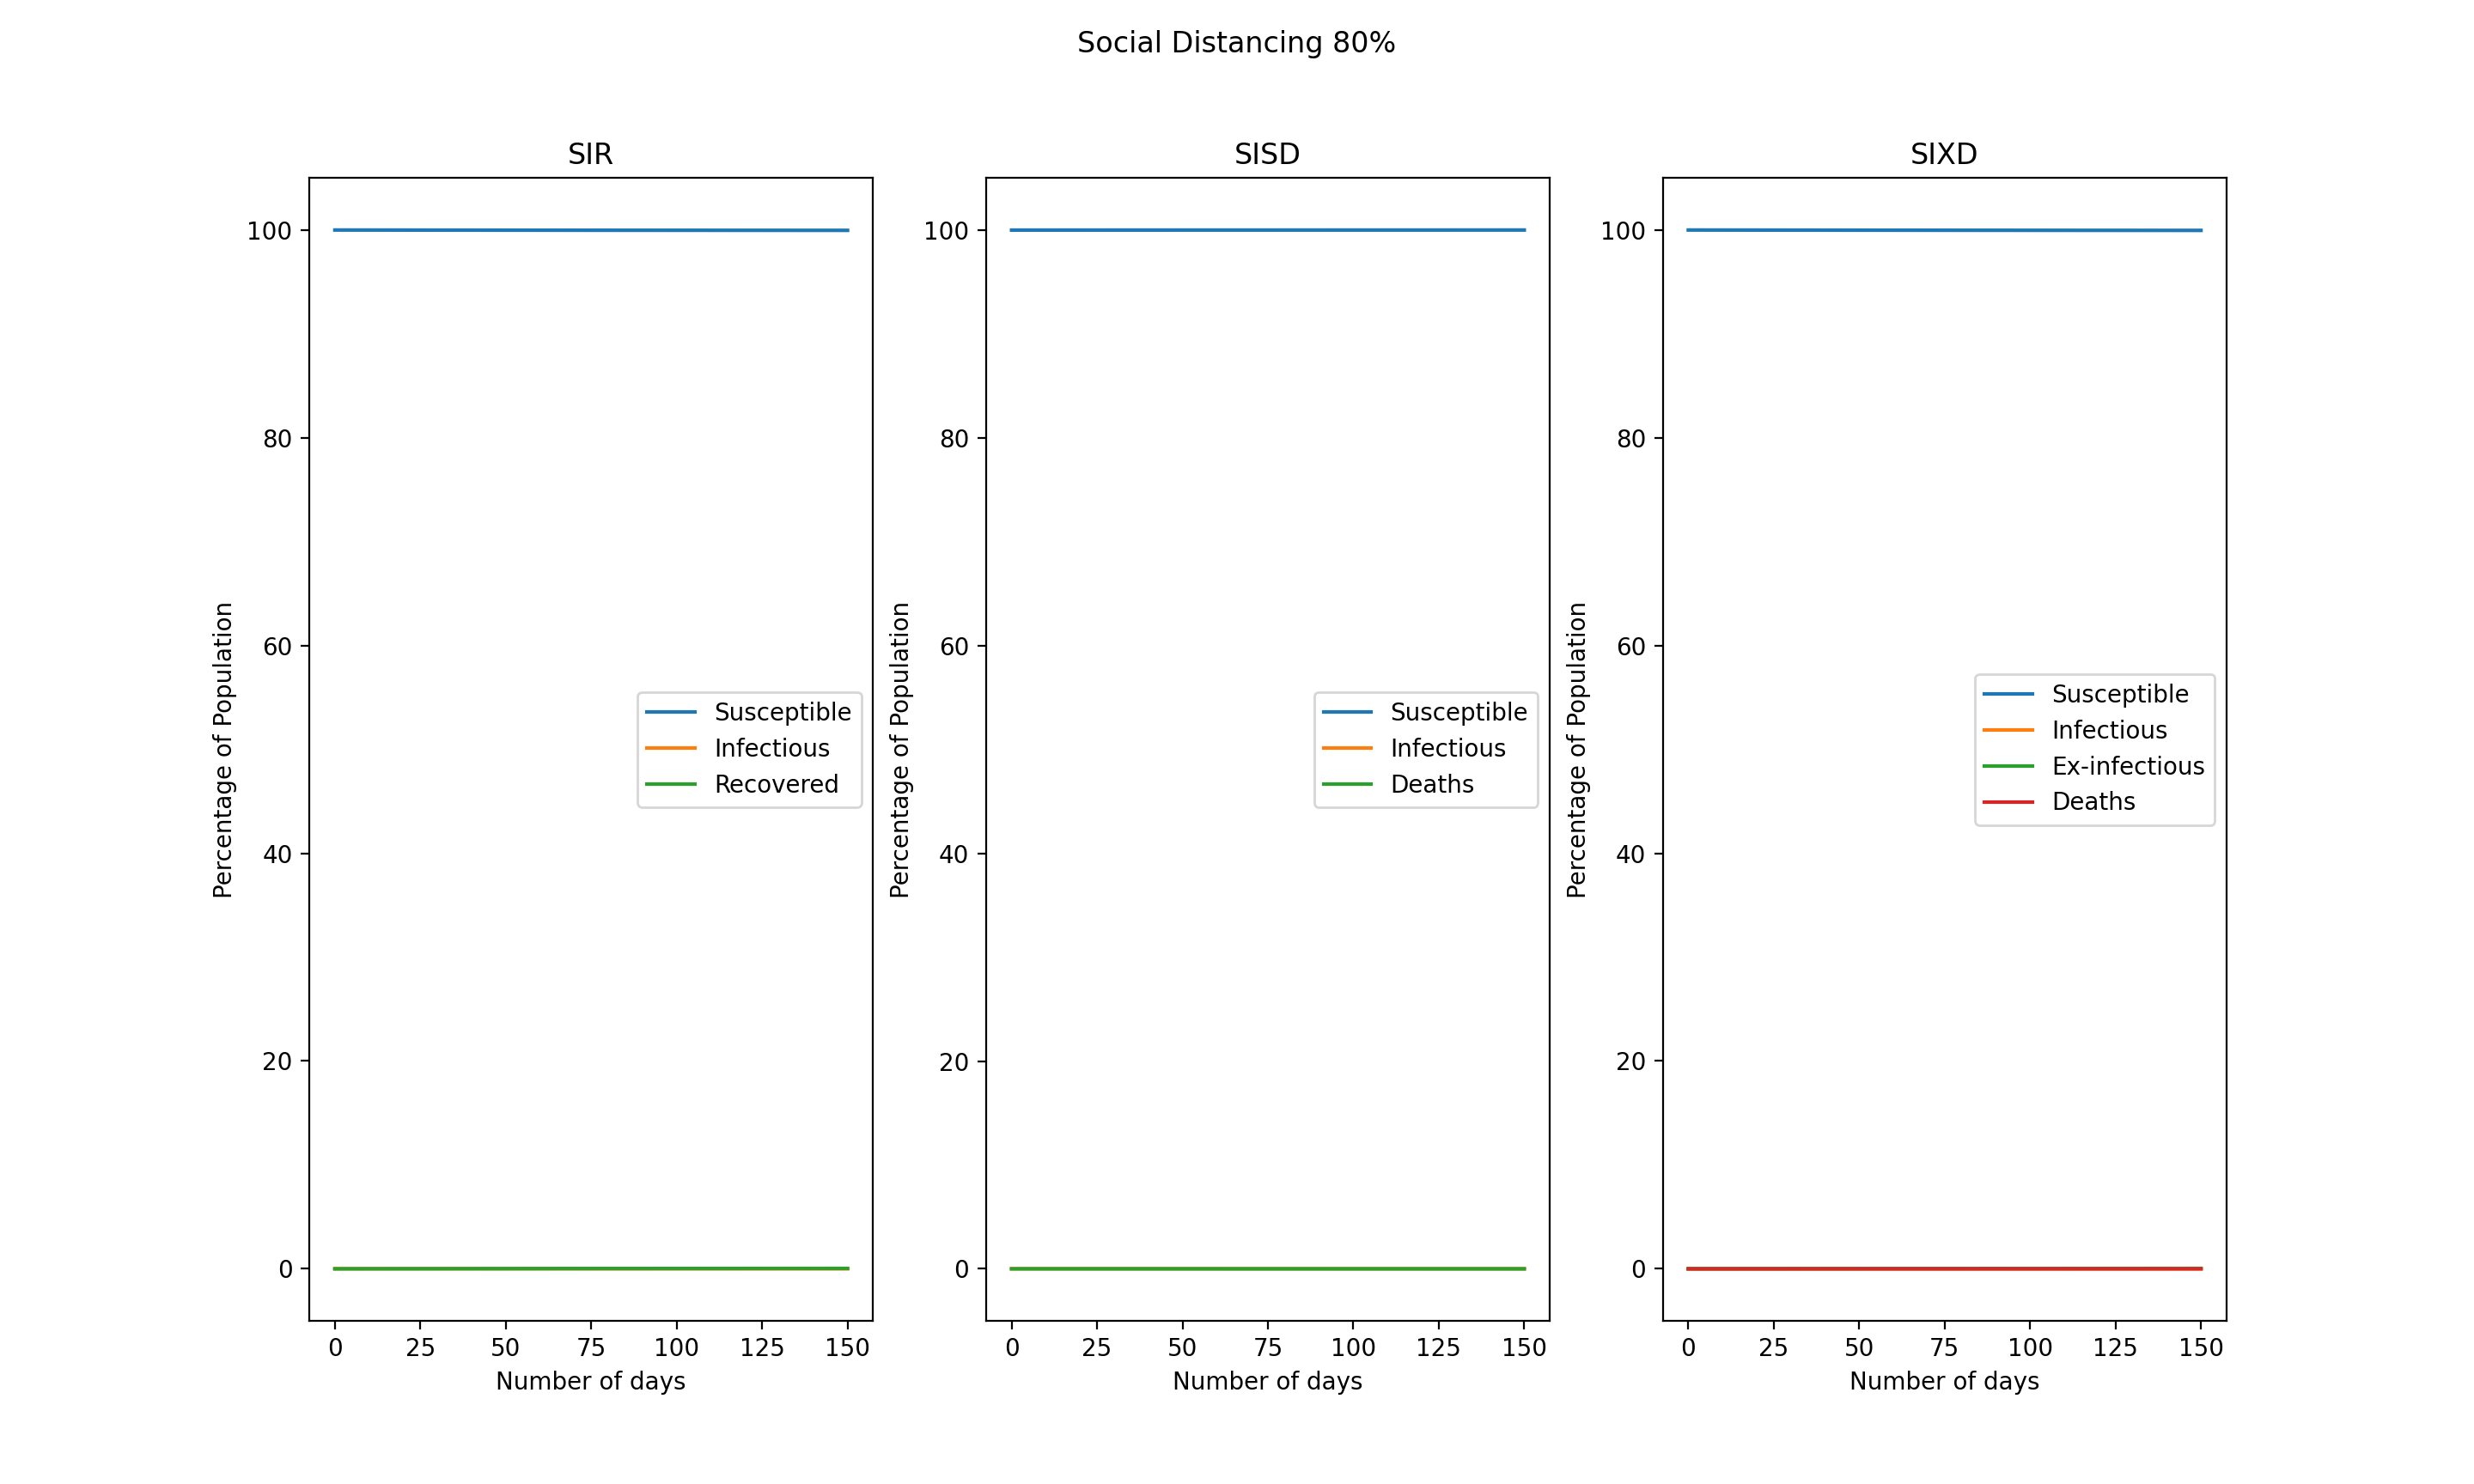 Social Distancing 80%
SIR
100
80
60
40
20
0
Percentage of Population
Susceptible
Infectious
Recovered
0 25 50 75 100 125 150
Number of days
SISD
100
80
60
40
20
0
Percentage of Population
Susceptible
Infectious
Deaths
0 25 50 75 100 125 150
Number of days
SIXD
100
80
60
40
20
0
Percentage of Population
Susceptible
Infectious
Ex-infectious
Deaths
0 25 50 75 100 125 150
Number of days